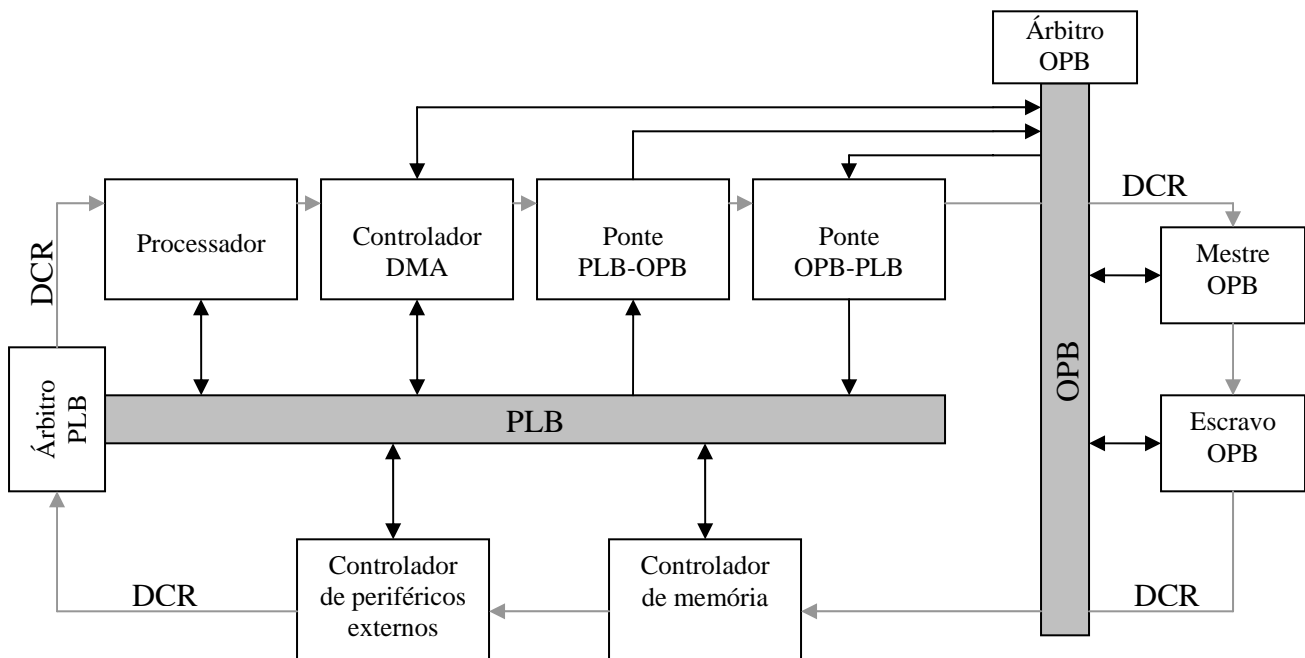 Árbitro
OPB
DCR
Processador
Controlador
DMA
Ponte
PLB-OPB
Ponte
OPB-PLB
Mestre
OPB
DCR
OPB
Árbitro
PLB
PLB
Escravo
OPB
Controlador
de periféricos
externos
Controlador
de memória
DCR
DCR